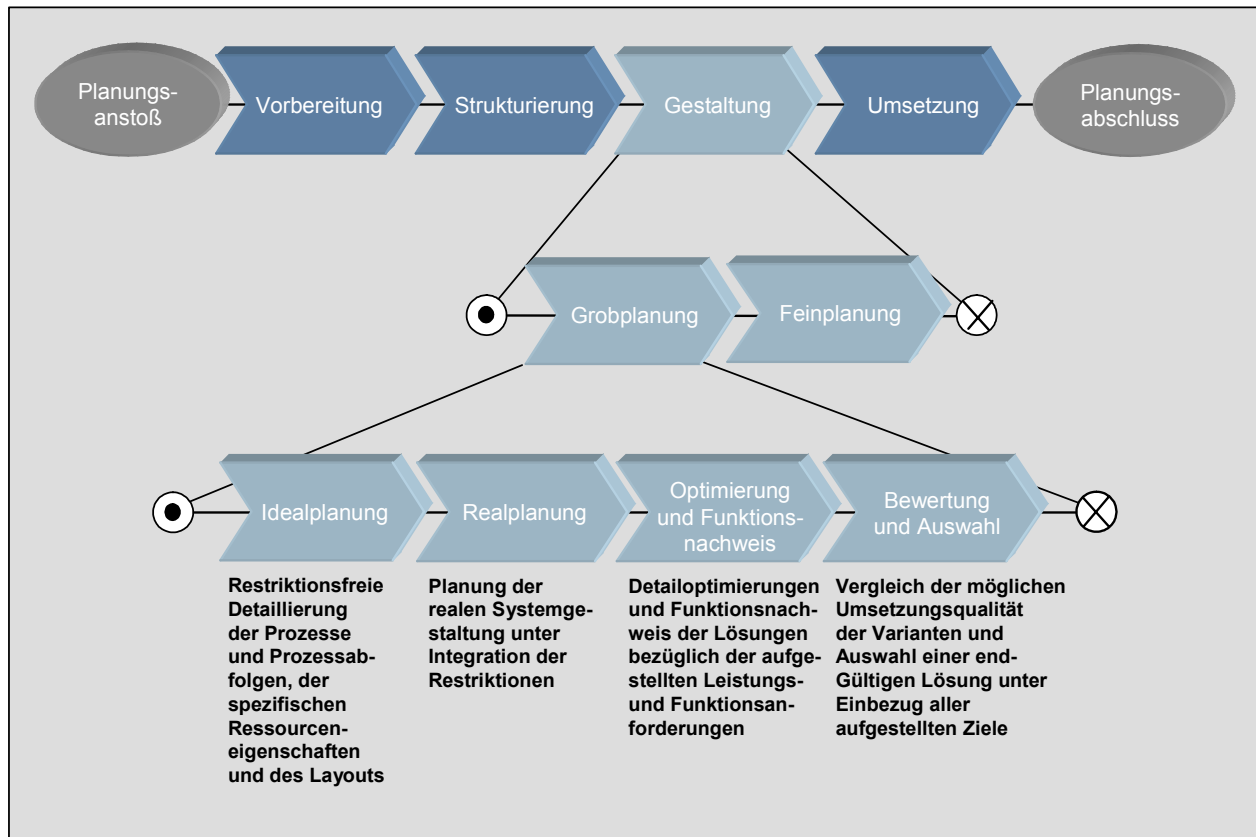 Planungs-
anstoß
Vorbereitung
Strukturierung
Gestaltung
Umsetzung
Planungs-
abschluss
Grobplanung
Feinplanung
Idealplanung
Realplanung
Optimierung
und Funktions-
nachweis
Bewertung
und Auswahl
Restriktionsfreie
Detaillierung
der Prozesse
und Prozessab-
folgen, der
spezifischen
Ressourcen-
eigenschaften
und des Layouts
Planung der
realen Systemge-
staltung unter
Integration der
Restriktionen
Detailoptimierungen
und Funktionsnach-
weis der Lösungen
bezüglich der aufge-
stellten Leistungs-
und Funktionsan-
forderungen
Vergleich der möglichen
Umsetzungsqualität
der Varianten und
Auswahl einer end-
Gültigen Lösung unter
Einbezug aller
aufgestellten Ziele